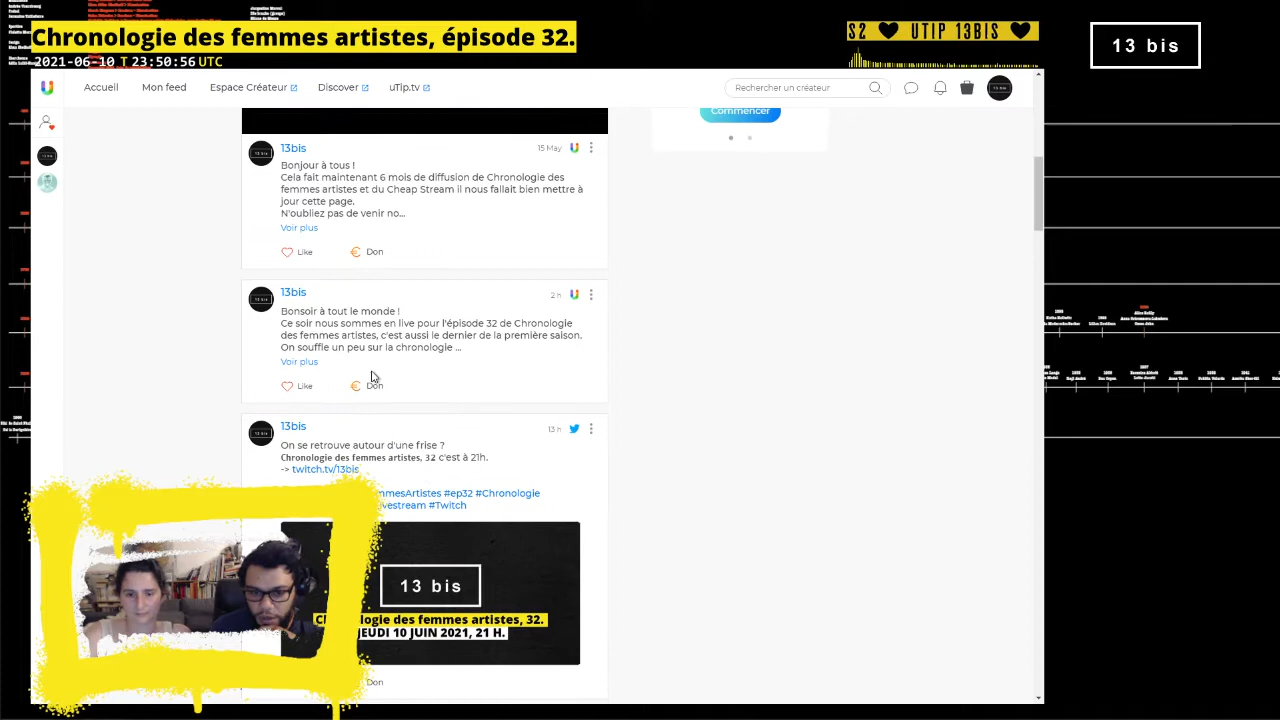 Chronologie des femmes artistes, épisode 32.
2021-06-10 T 23:50:56 UTC
S2 🖤 UTIP 13BIS 🖤
13 bis
Accueil Mon feed Espace Créateur Discover uTip.tv
Rechercher un créateur
Commencer
13bis 15 May
Bonjour à tous !
Cela fait maintenant 6 mois de diffusion de Chronologie des
femmes artistes et du Cheap Stream il nous fallait bien mettre à
jour cette page.
N'oubliez pas de venir no...
Voir plus
Like € Don
13bis 2 h
Bonsoir à tout le monde !
Ce soir nous sommes en live pour l'épisode 32 de Chronologie
des femmes artistes, c'est aussi le dernier de la première saison.
On souffle un peu sur la chronologie ...
Voir plus
Like € Don
13bis 13 h
On se retrouve autour d'une frise ?
Chronologie des femmes artistes, 32 c'est à 21h.
-> twitch.tv/13bis
mmesArtistes #ep32 #Chronologie
vestream #Twitch
13 bis
C logie des femmes artistes, 32.
JEUDI 10 JUIN 2021, 21 H.
Don